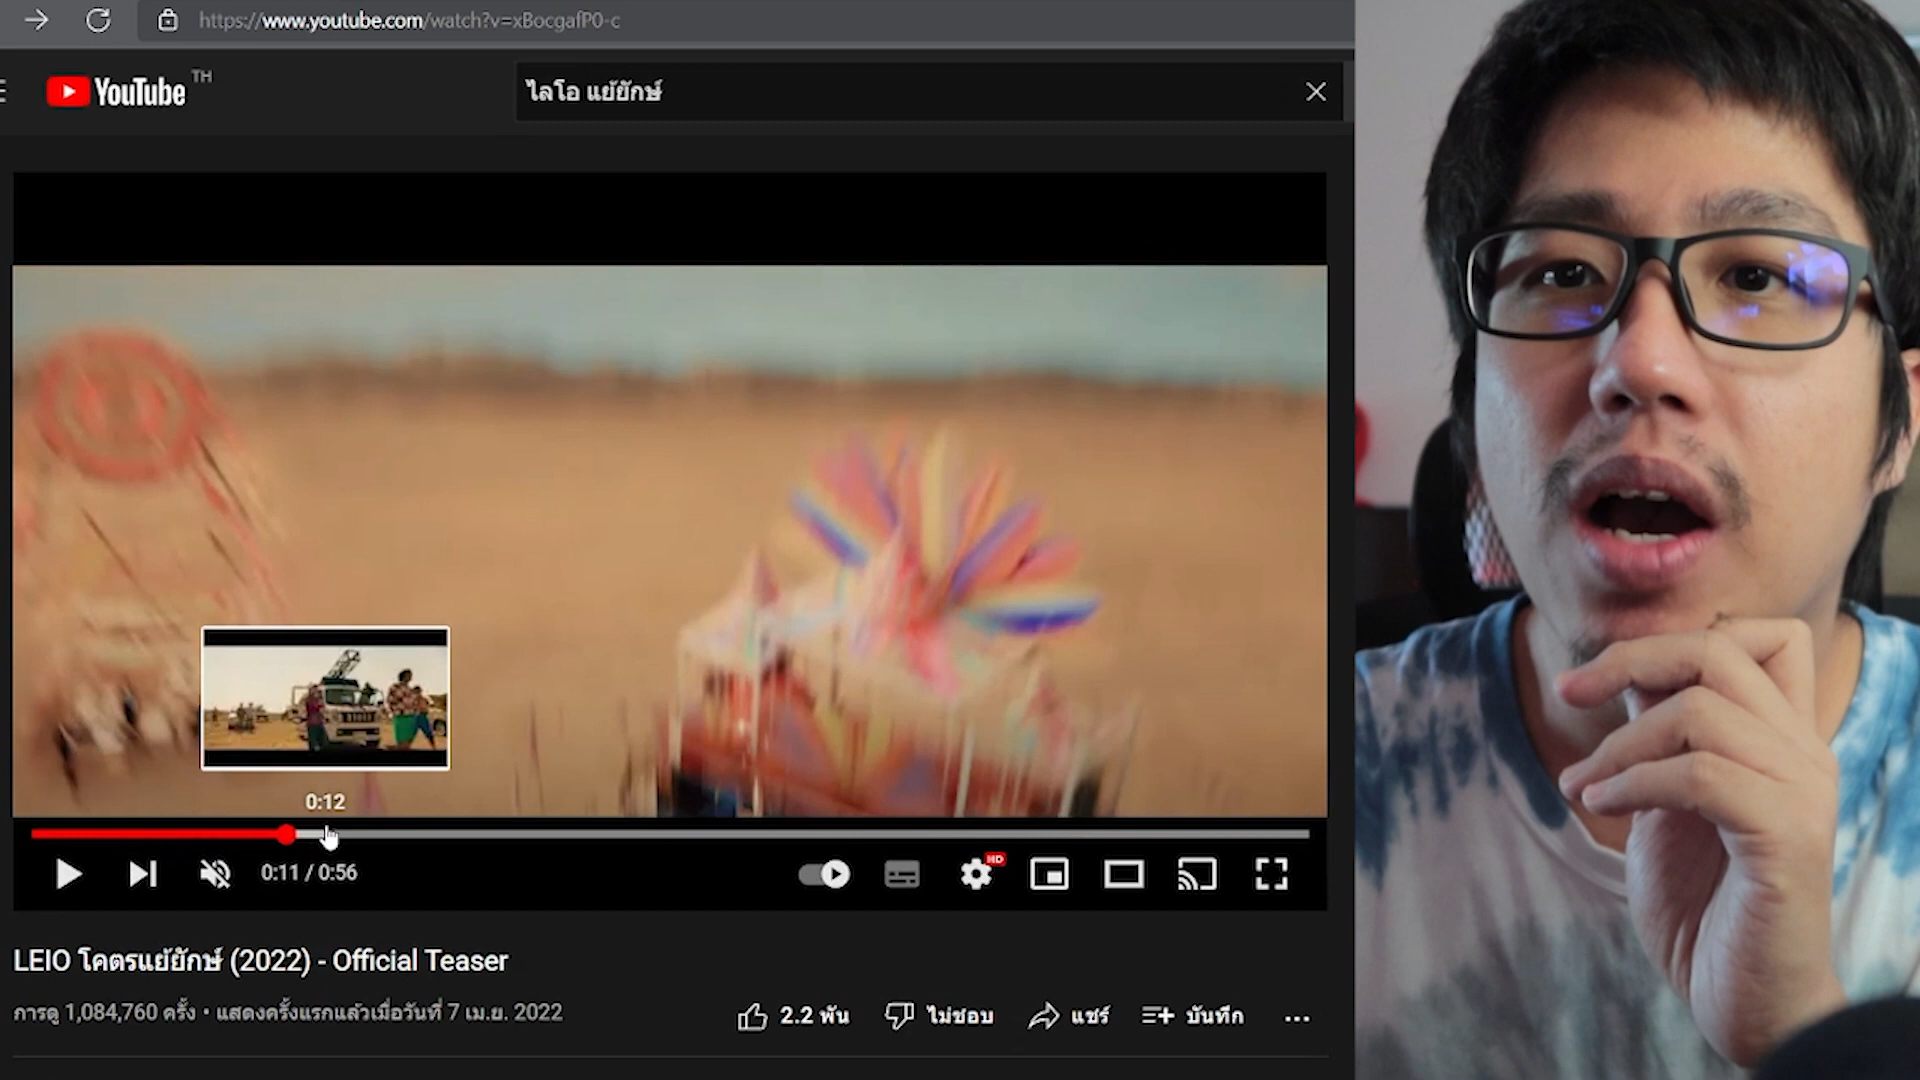 https://www.youtube.com/watch?v=xBocgafP0-c
YouTube TH
ไลโอ แย้ยักษ์
0:12
0:11 / 0:56
HD
LEIO โคตรแย้ยักษ์ (2022) - Official Teaser
การดู 1,084,760 ครั้ง • แสดงครั้งแรกแล้วเมื่อวันที่ 7 เม.ย. 2022
2.2 พัน
ไม่ชอบ
แชร์
บันทึก